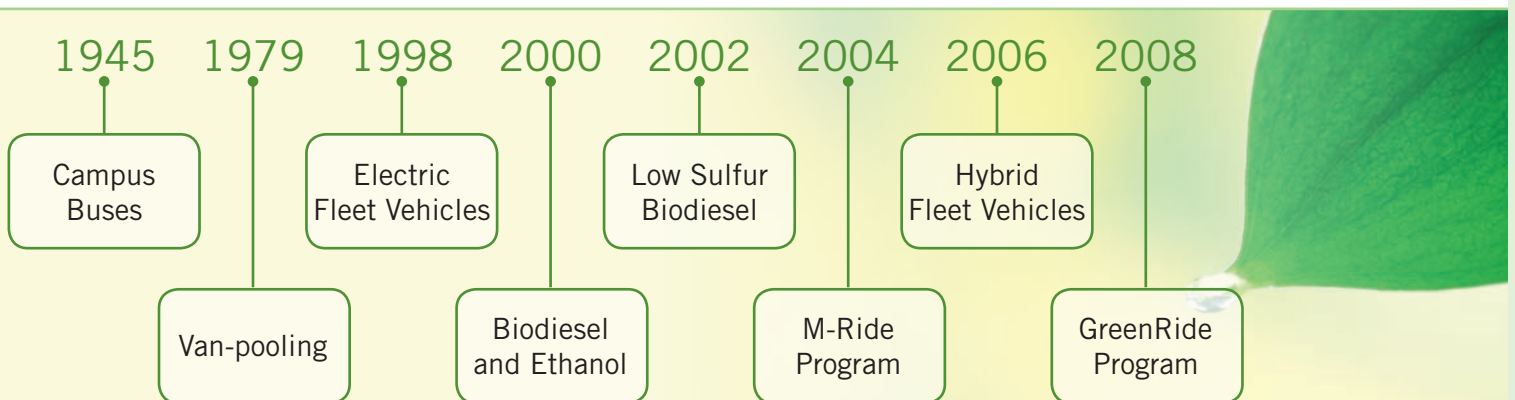 1945 1979 1998 2000 2002 2004 2006 2008
Campus
Buses
Van-pooling
Electric
Fleet Vehicles
Biodiesel
and Ethanol
Low Sulfur
Biodiesel
M-Ride
Program
Hybrid
Fleet Vehicles
GreenRide
Program